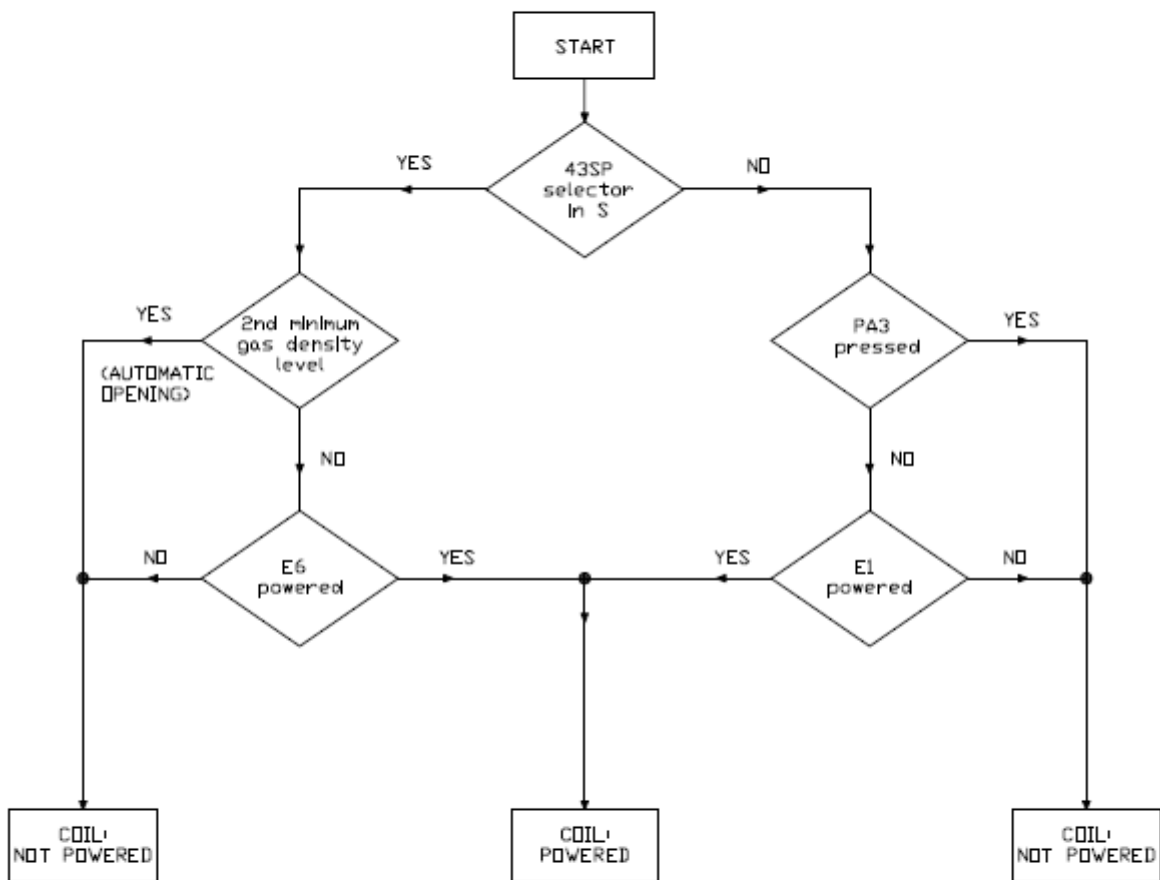 START
YES
43SP
selector
in S
NO
YES
2nd minimum
gas density
level
(AUTOMATIC
OPENING)
PA3
pressed
YES
NO
NO
NO
E6
powered
YES
YES
E1
powered
NO
COIL:
NOT POWERED
COIL:
POWERED
COIL:
NOT POWERED